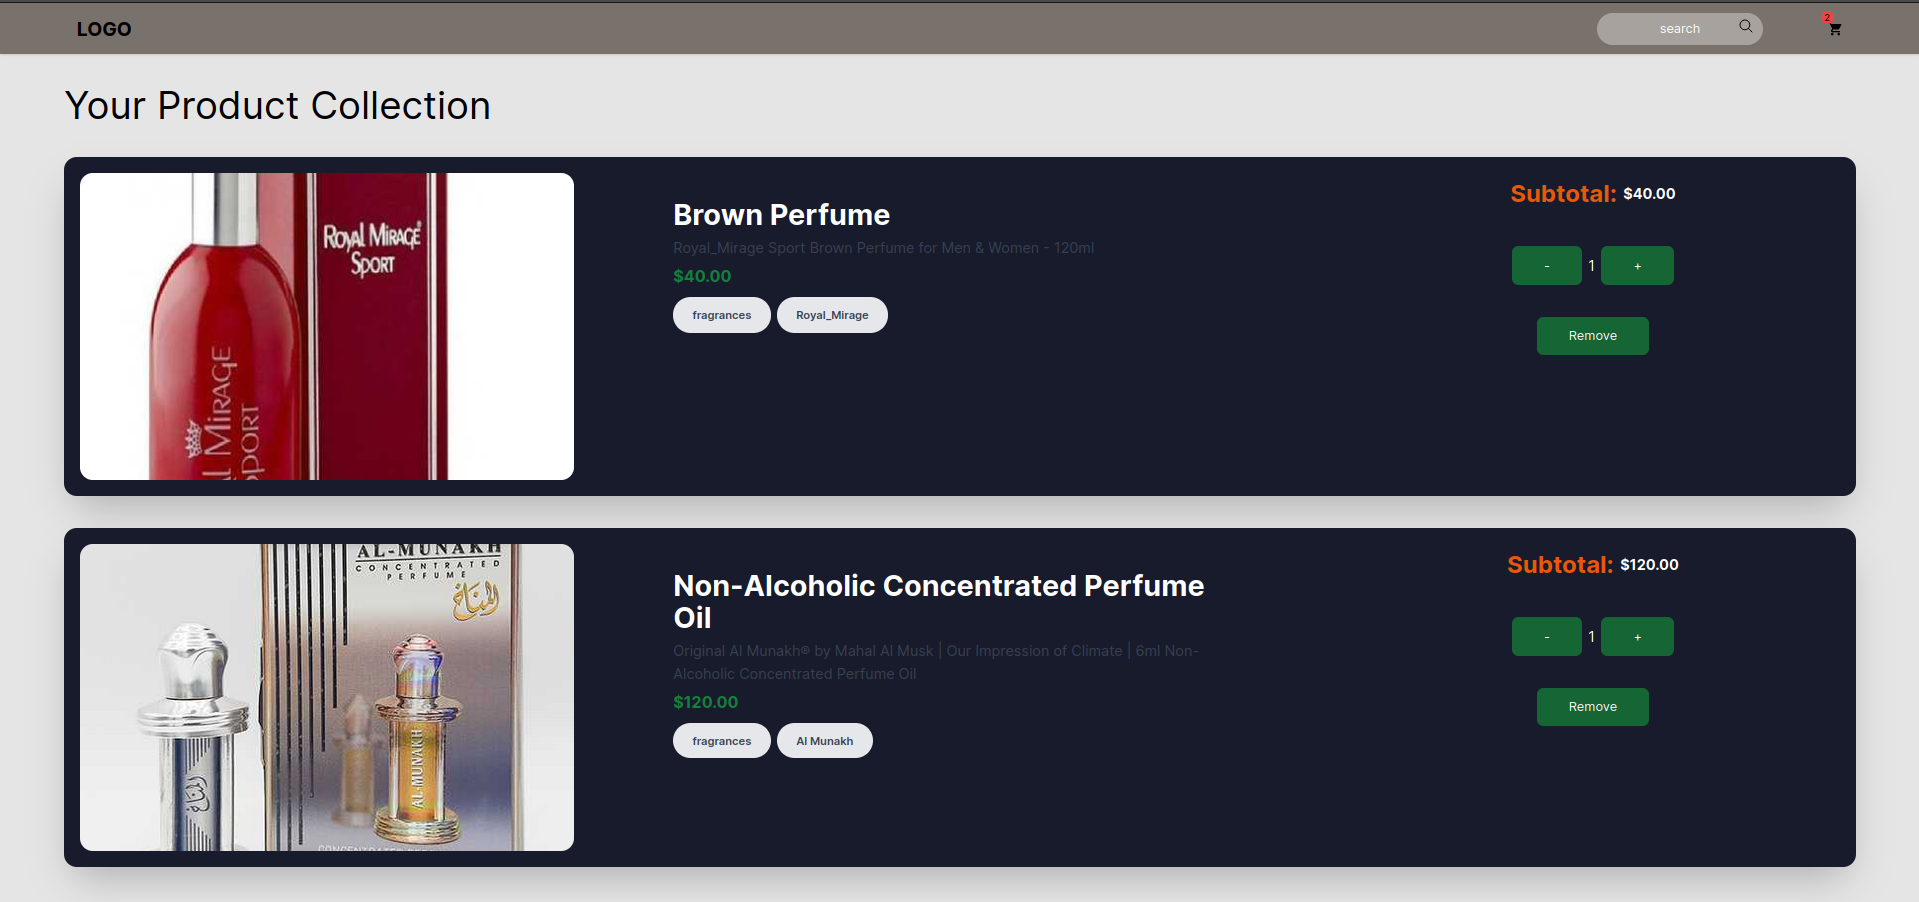 LOGO
search
2
Your Product Collection
ROYAL MIRAGE®
SPORT
al MIRAGE
SPORT
Brown Perfume
Royal_Mirage Sport Brown Perfume for Men & Women - 120ml
$40.00
fragrances Royal_Mirage
Subtotal: $40.00
- 1 +
Remove
AL-MUNAKH
CONCENTRATED
PERFUME
المناخ
المناخ
AL-MUNAKH
Non-Alcoholic Concentrated Perfume
Oil
Original Al Munakh® by Mahal Al Musk | Our Impression of Climate | 6ml Non-
Alcoholic Concentrated Perfume Oil
$120.00
fragrances Al Munakh
Subtotal: $120.00
- 1 +
Remove